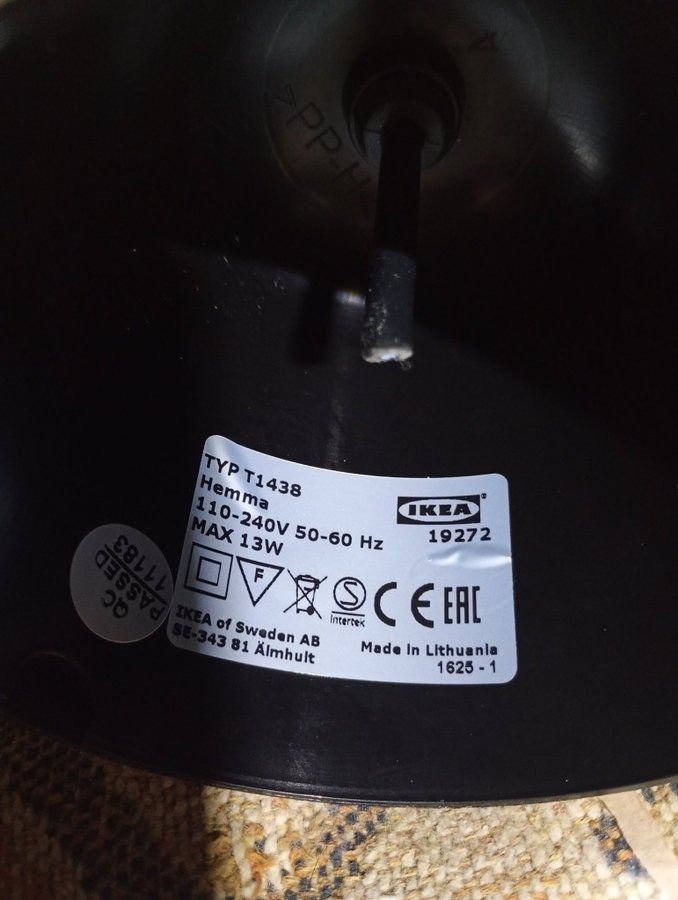 >PP-H
TYP T1438
Hemma
110-240V 50-60 Hz
MAX 13W
IKEA®
19272
F
S
Intertek
CE
EAC
IKEA of Sweden AB
SE-343 81 Älmhult
Made in Lithuania
1625 - 1
QC
PASSED
11183